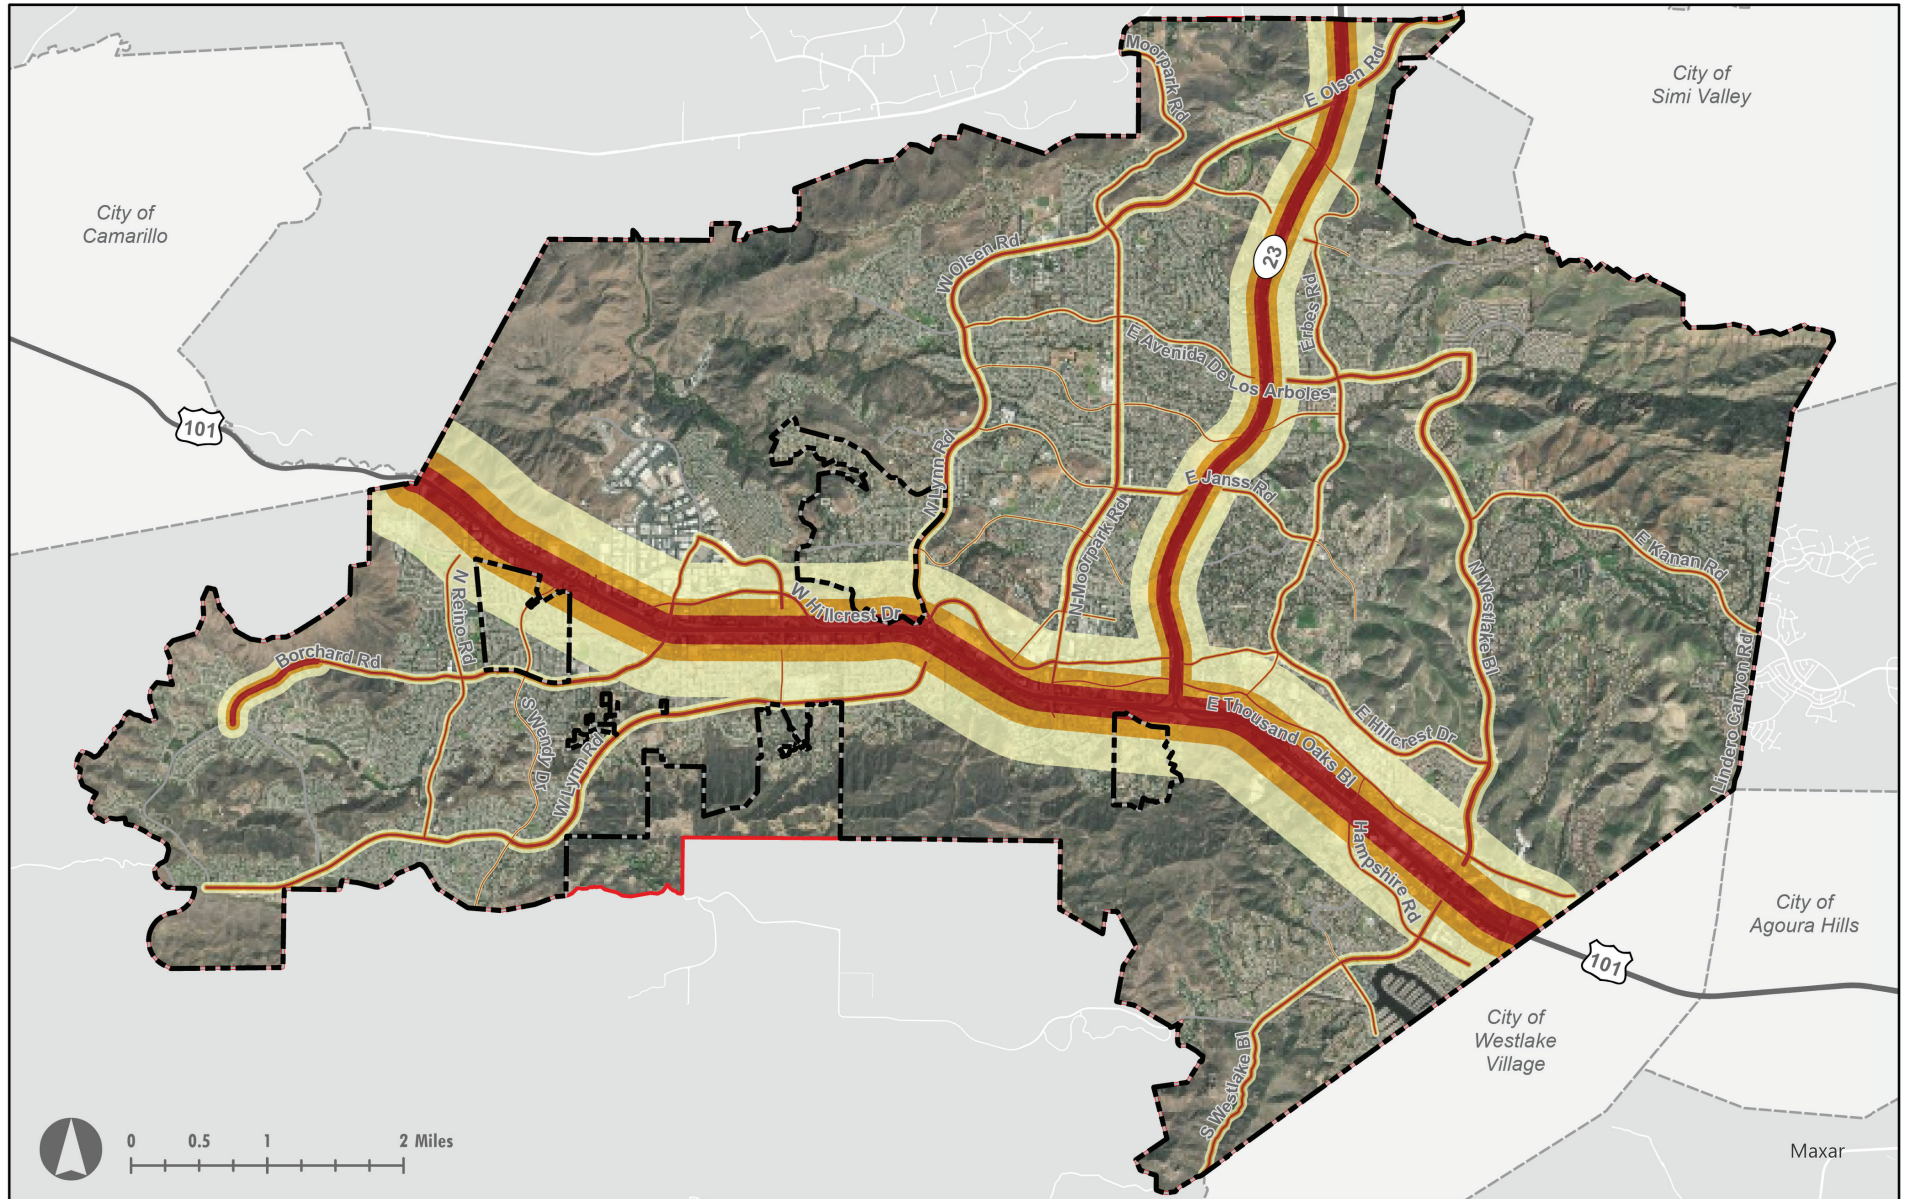 City of
Simi Valley
Moorpark Rd
E Olsen Rd
City of
Camarillo
W Olsen Rd
23
Erbes Rd
E Avenida De Los Arboles
101
N Lynn Rd
E Janss Rd
N Moorpark Rd
E Kanan Rd
N Reino Rd
W Hillcrest Dr
N Westlake Bl
Borchard Rd
Lindero Canyon Rd
S Wendy Dr
W Lynn Rd
E Thousand Oaks Bl
E Hillcrest Dr
Hampshire Rd
City of
Agoura Hills
101
City of
Westlake
Village
S Westlake Bl
0 0.5 1 2 Miles
Maxar